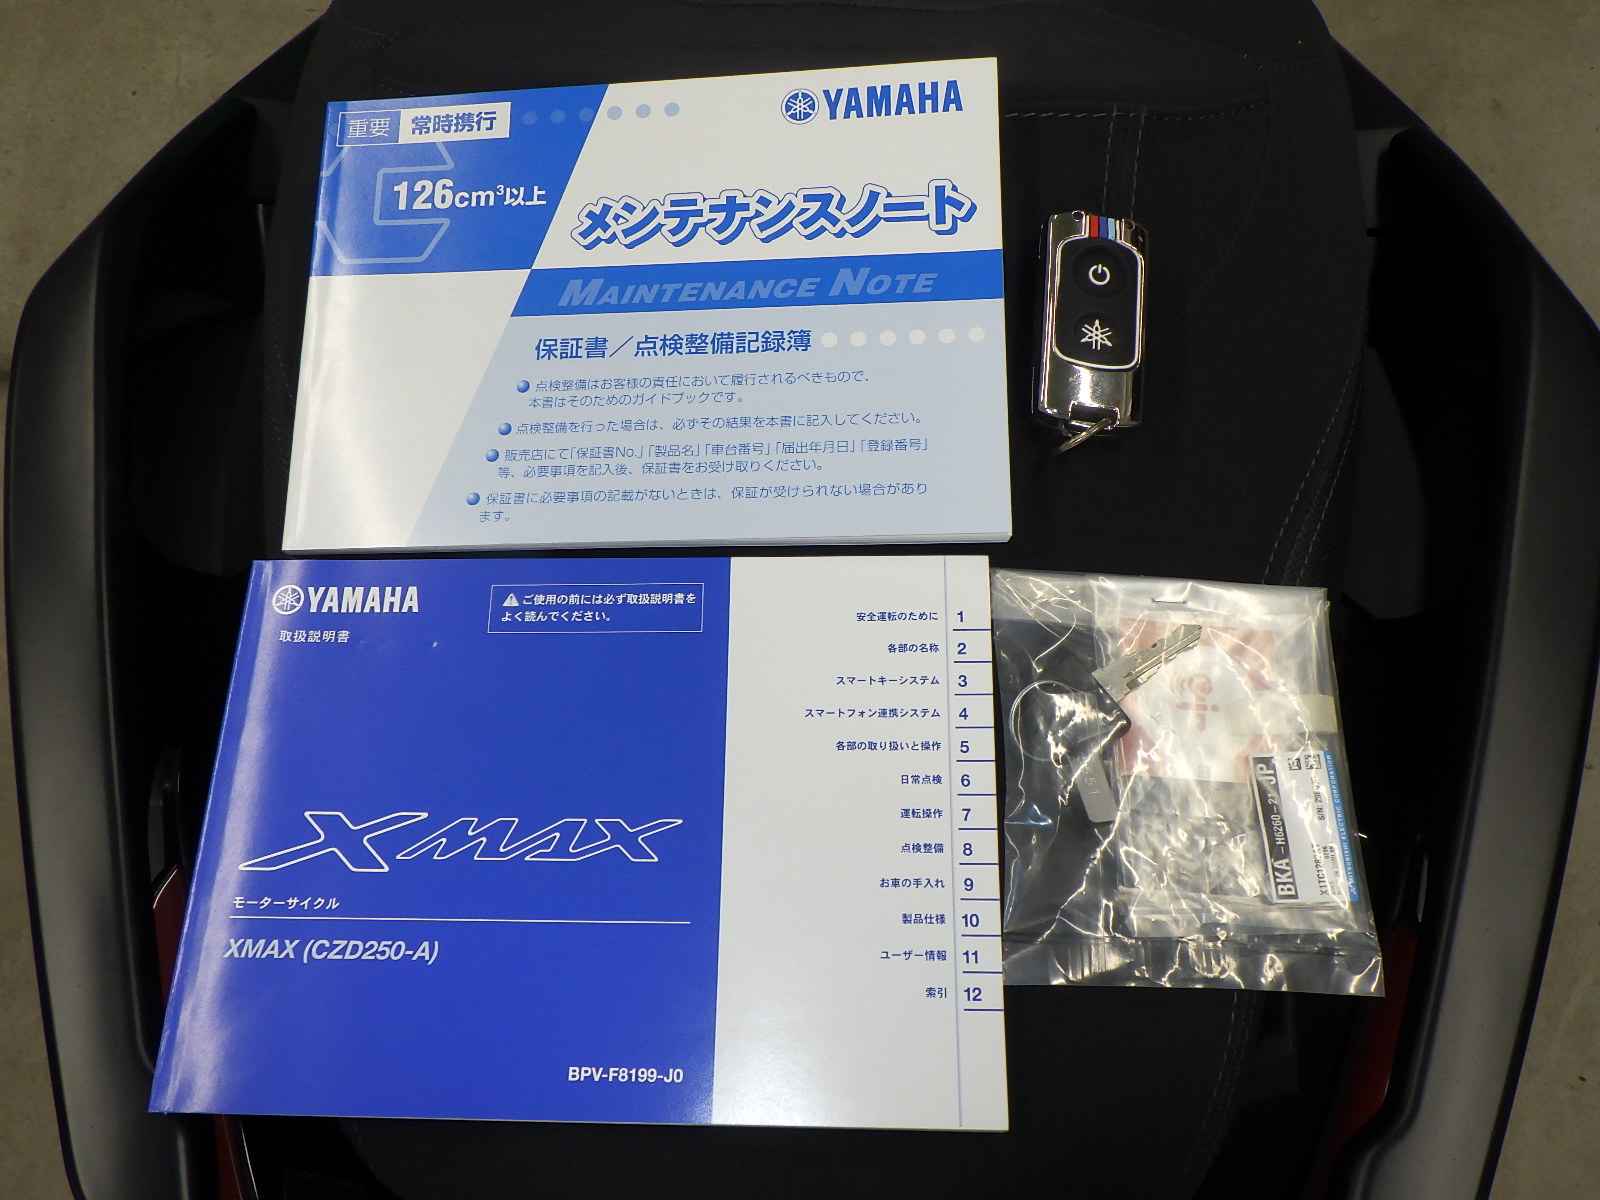 重要 常時携行
YAMAHA
126cm³以上
メンテナンスノート
MAINTENANCE NOTE
保証書／点検整備記録簿
点検整備はお客様の責任において履行されるべきもので、
本書はそのためのガイドブックです。
点検整備を行った場合は、必ずその結果を本書に記入してください。
販売店にて「保証書No.」「製品名」「車台番号」「届出年月日」「登録番号」
等、必要事項を記入後、保証書をお受け取りください。
保証書に必要事項の記載がないときは、保証が受けられない場合があり
ます。
YAMAHA
取扱説明書
ご使用の前には必ず取扱説明書を
よく読んでください。
XMAX
モーターサイクル
XMAX (CZD250-A)
BPV-F8199-J0
安全運転のために 1
各部の名称 2
スマートキーシステム 3
スマートフォン連携システム 4
各部の取り扱いと操作 5
日常点検 6
運転操作 7
点検整備 8
お車の手入れ 9
製品仕様 10
ユーザー情報 11
索引 12
BKA-H6260-21 JP